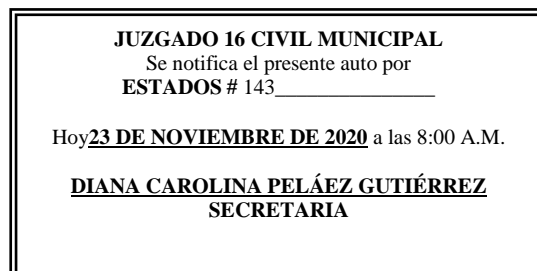 JUZGADO 16 CIVIL MUNICIPAL
Se notifica el presente auto por
ESTADOS # 143_______________
Hoy23 DE NOVIEMBRE DE 2020 a las 8:00 A.M.
DIANA CAROLINA PELÁEZ GUTIÉRREZ
SECRETARIA